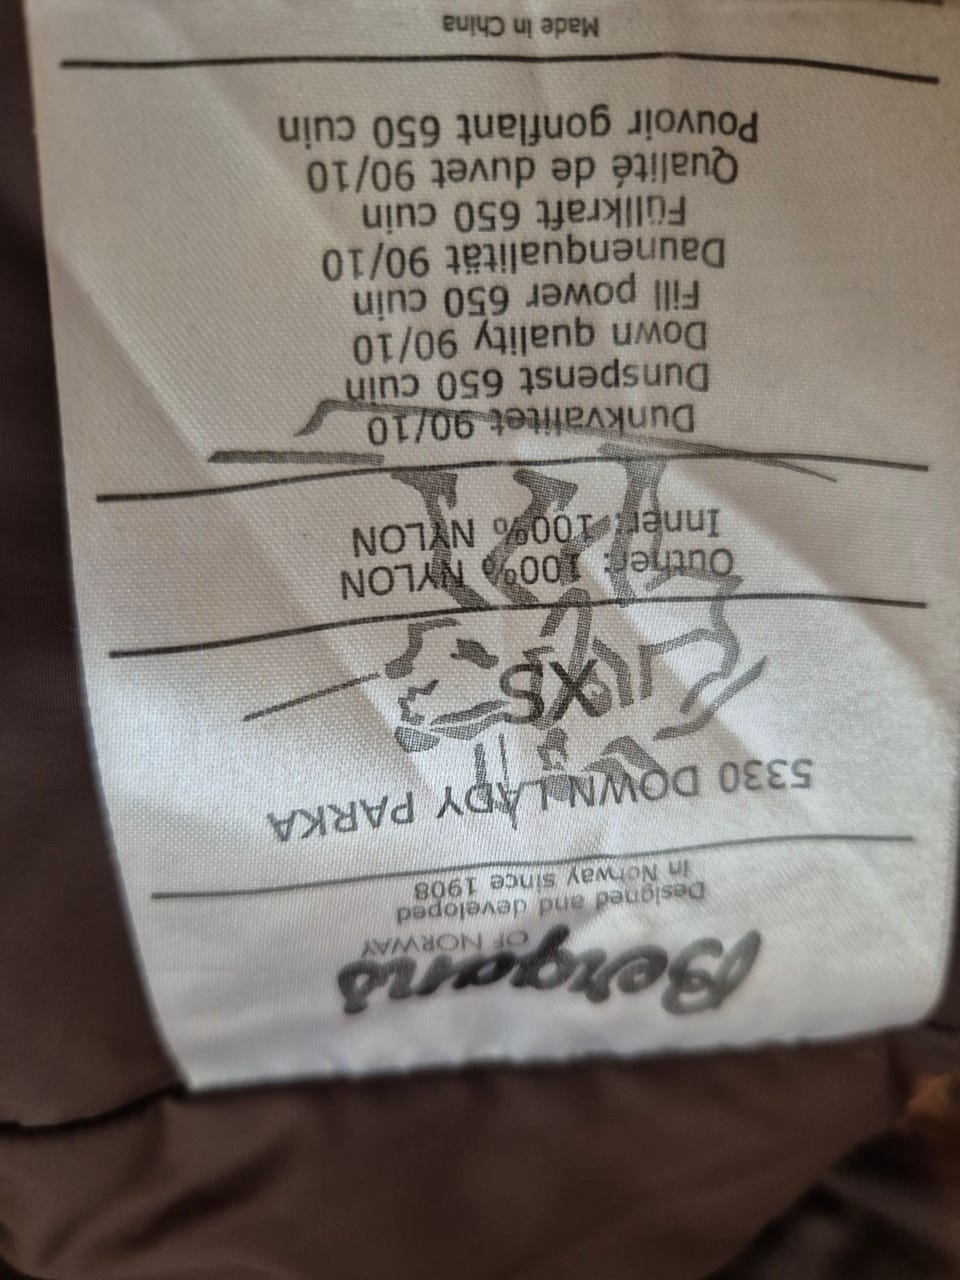 Bergans
OF NORWAY
Designed and developed
in Norway since 1908
5330 DOWN LADY PARKA
XS
Outher: 100% NYLON
Inner: 100% NYLON
Dunkvalitet 90/10
Dunspenst 650 cuin
Down quality 90/10
Fill power 650 cuin
Daunenqualität 90/10
Füllkraft 650 cuin
Qualité de duvet 90/10
Pouvoir gonflant 650 cuin
Made in China